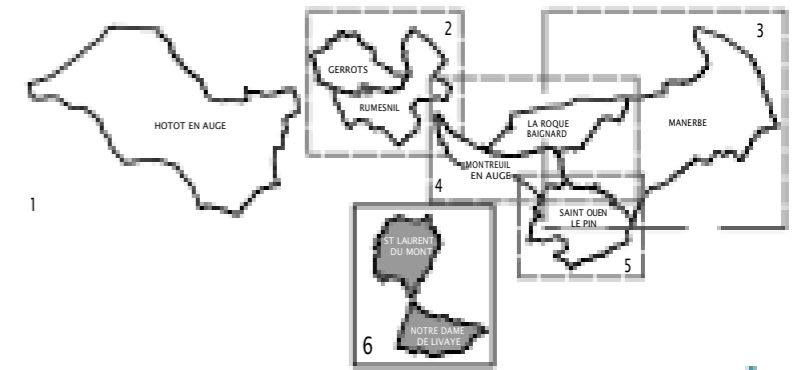 2
3
GERROTS
RUMESNIL
HOTOT EN AUGE
LA ROQUE
BAIGNARD
MANERBE
MONTREUIL
EN AUGE
4
1
SAINT OUEN
LE PIN
5
ST LAURENT
DU MONT
NOTRE DAME
DE LIVAYE
6